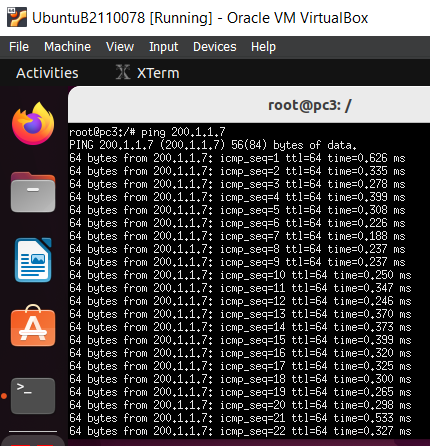 UbuntuB2110078 [Running] - Oracle VM VirtualBox
File Machine View Input Devices Help
Activities XTerm
root@pc3: /
root@pc3:/# ping 200.1.1.7
PING 200.1.1.7 (200.1.1.7) 56(84) bytes of data.
64 bytes from 200.1.1.7: icmp_seq=1 ttl=64 time=0.626 ms
64 bytes from 200.1.1.7: icmp_seq=2 ttl=64 time=0.335 ms
64 bytes from 200.1.1.7: icmp_seq=3 ttl=64 time=0.278 ms
64 bytes from 200.1.1.7: icmp_seq=4 ttl=64 time=0.399 ms
64 bytes from 200.1.1.7: icmp_seq=5 ttl=64 time=0.308 ms
64 bytes from 200.1.1.7: icmp_seq=6 ttl=64 time=0.226 ms
64 bytes from 200.1.1.7: icmp_seq=7 ttl=64 time=0.188 ms
64 bytes from 200.1.1.7: icmp_seq=8 ttl=64 time=0.237 ms
64 bytes from 200.1.1.7: icmp_seq=9 ttl=64 time=0.237 ms
64 bytes from 200.1.1.7: icmp_seq=10 ttl=64 time=0.250 ms
64 bytes from 200.1.1.7: icmp_seq=11 ttl=64 time=0.347 ms
64 bytes from 200.1.1.7: icmp_seq=12 ttl=64 time=0.246 ms
64 bytes from 200.1.1.7: icmp_seq=13 ttl=64 time=0.370 ms
64 bytes from 200.1.1.7: icmp_seq=14 ttl=64 time=0.373 ms
64 bytes from 200.1.1.7: icmp_seq=15 ttl=64 time=0.399 ms
64 bytes from 200.1.1.7: icmp_seq=16 ttl=64 time=0.320 ms
64 bytes from 200.1.1.7: icmp_seq=17 ttl=64 time=0.325 ms
64 bytes from 200.1.1.7: icmp_seq=18 ttl=64 time=0.300 ms
64 bytes from 200.1.1.7: icmp_seq=19 ttl=64 time=0.265 ms
64 bytes from 200.1.1.7: icmp_seq=20 ttl=64 time=0.298 ms
64 bytes from 200.1.1.7: icmp_seq=21 ttl=64 time=0.533 ms
64 bytes from 200.1.1.7: icmp_seq=22 ttl=64 time=0.327 ms